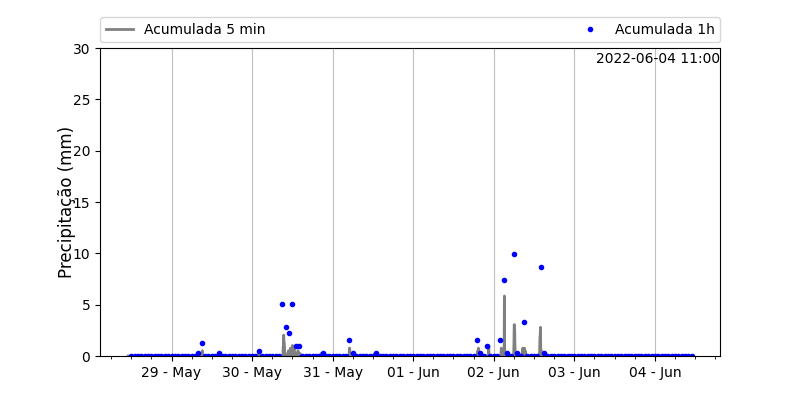 Acumulada 5 min
Acumulada 1h
2022-06-04 11:00
Precipitação (mm)
30
25
20
15
10
5
0
29 - May
30 - May
31 - May
01 - Jun
02 - Jun
03 - Jun
04 - Jun